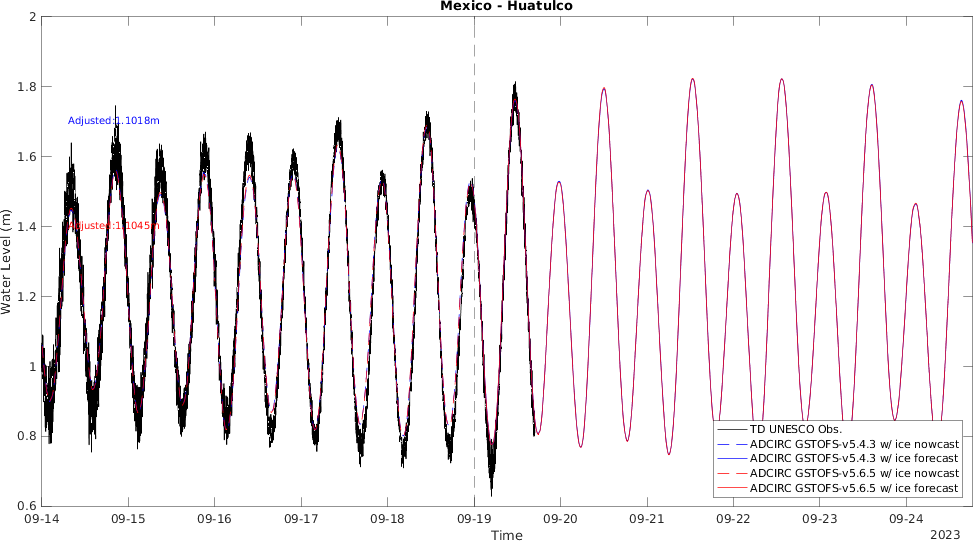 Mexico - Huatulco
2
1.8
1.6
1.4
1.2
1
0.8
0.6
Water Level (m)
Adjusted:1.1018m
Adjusted:1.1045m
TD UNESCO Obs.
ADCIRC GSTOFS-v5.4.3 w/ ice nowcast
ADCIRC GSTOFS-v5.4.3 w/ ice forecast
ADCIRC GSTOFS-v5.6.5 w/ ice nowcast
ADCIRC GSTOFS-v5.6.5 w/ ice forecast
09-14 09-15 09-16 09-17 09-18 09-19 09-20 09-21 09-22 09-23 09-24
Time
2023